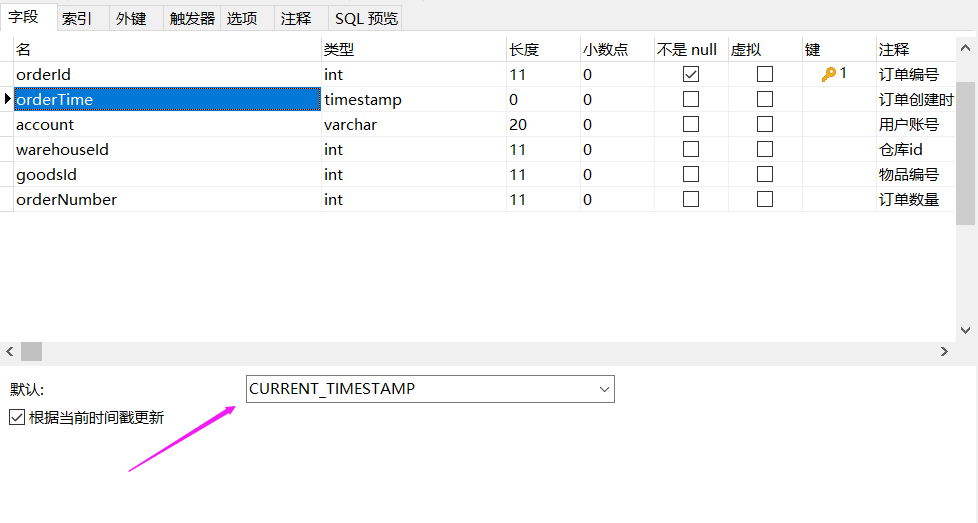 字段 索引 外键 触发器 选项 注释 SQL 预览
名 类型 长度 小数点 不是 null 虚拟 键 注释
orderId int 11 0 1 订单编号
orderTime timestamp 0 0 订单创建时
account varchar 20 0 用户账号
warehouseId int 11 0 仓库id
goodsId int 11 0 物品编号
orderNumber int 11 0 订单数量
默认: CURRENT_TIMESTAMP
根据当前时间戳更新